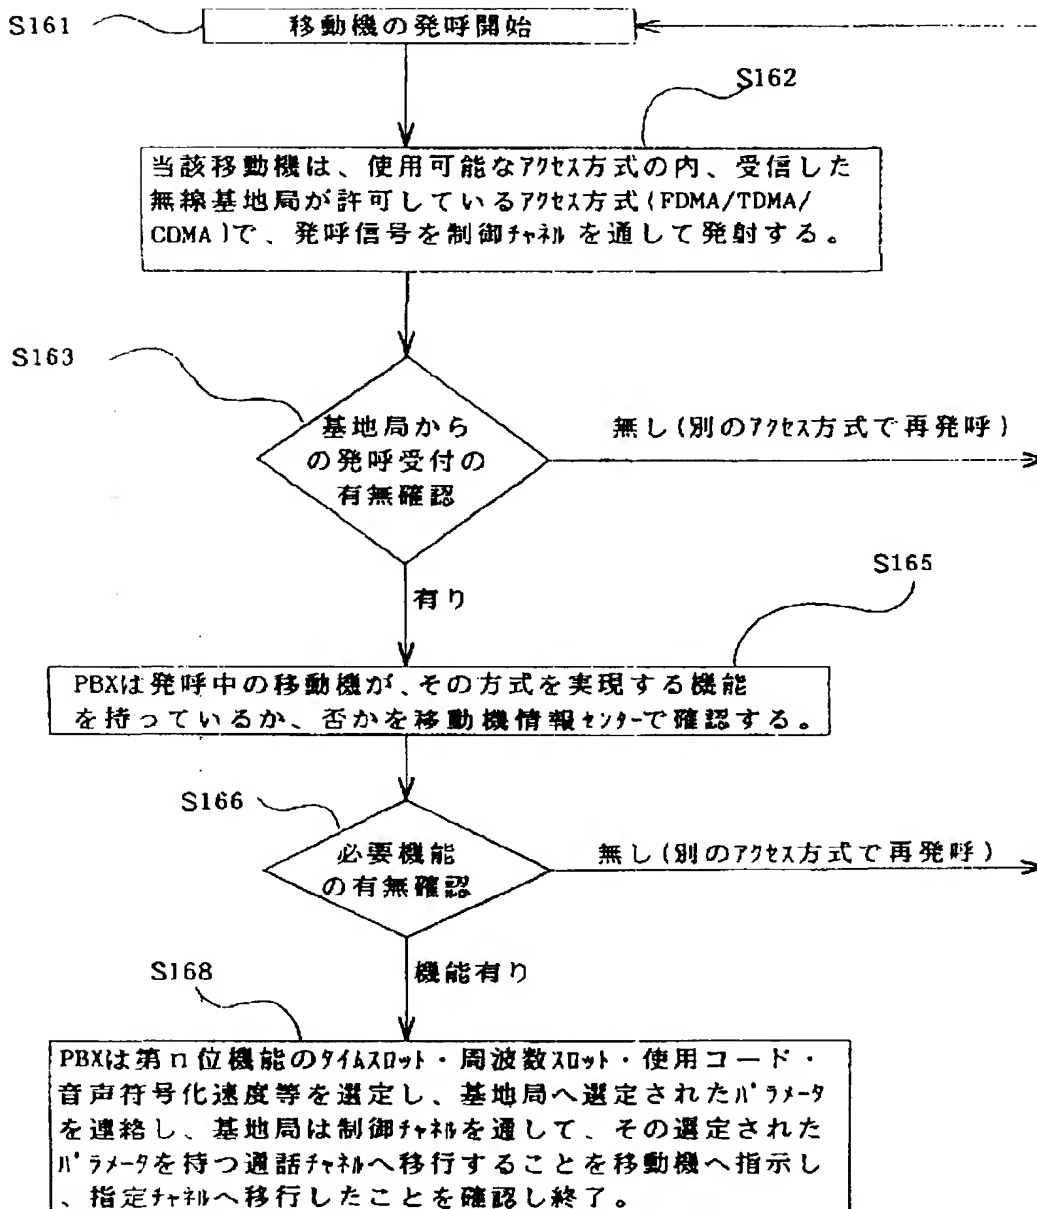 S161
移動機の発呼開始
S162
当該移動機は、使用可能なｱｸｾｽ方式の内、受信した
無線基地局が許可しているｱｸｾｽ方式(FDMA/TDMA/
CDMA)で、発呼信号を制御ﾁｬﾈﾙを通して発射する。
S163
基地局から
の発呼受付の
有無確認
無し(別のｱｸｾｽ方式で再発呼)
有り
S165
PBXは発呼中の移動機が、その方式を実現する機能
を持っているか、否かを移動機情報ｾﾝﾀｰで確認する。
S166
必要機能
の有無確認
無し(別のｱｸｾｽ方式で再発呼)
機能有り
S168
PBXは第n位機能のﾀｲﾑｽﾛｯﾄ・周波数ｽﾛｯﾄ・使用コード・
音声符号化速度等を選定し、基地局へ選定されたﾊﾟﾗﾒｰﾀ
を連絡し、基地局は制御ﾁｬﾈﾙを通して、その選定された
ﾊﾟﾗﾒｰﾀを持つ通話ﾁｬﾈﾙへ移行することを移動機へ指示し
、指定ﾁｬﾈﾙへ移行したことを確認し終了。